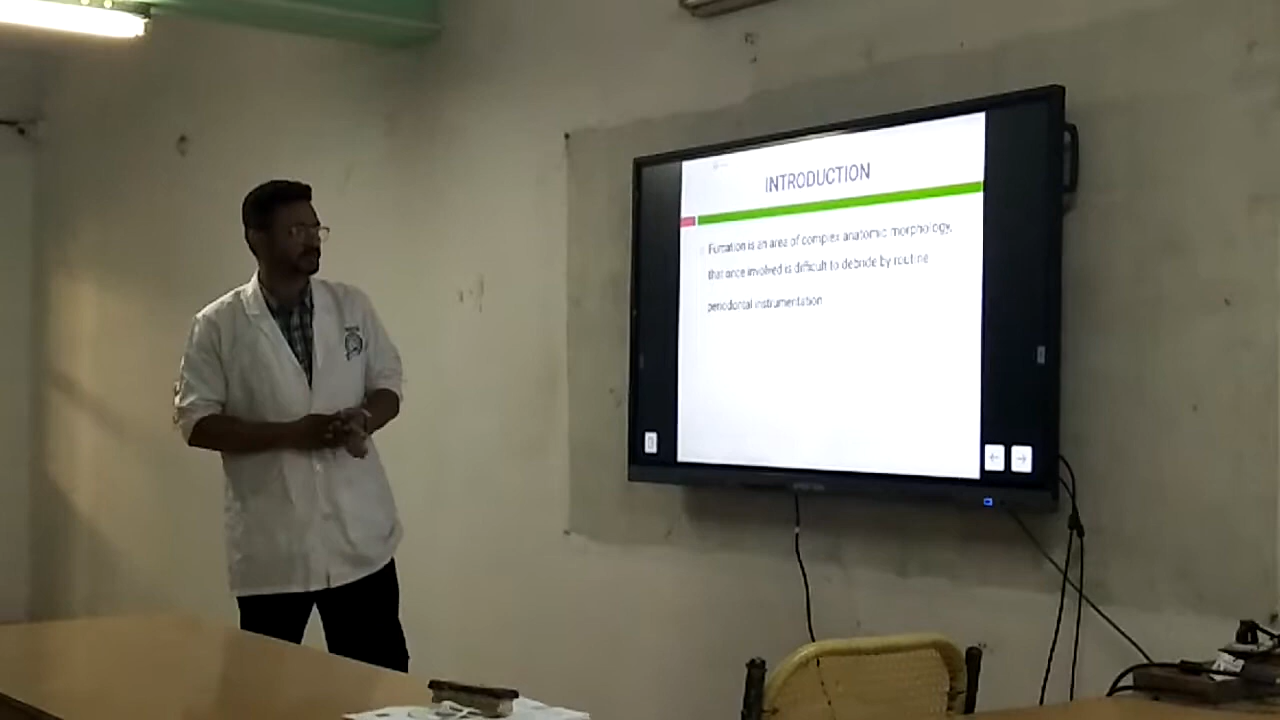 INTRODUCTION
Furcation is an area of complex anatomic morphology,
that once involved is difficult to debride by routine
periodontal instrumentation